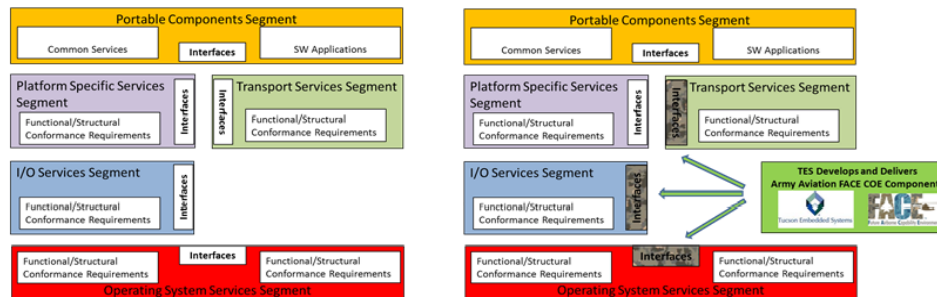 Portable Components Segment
Common Services
Interfaces
SW Applications
Platform Specific Services
Segment
Interfaces
Functional/Structural
Conformance Requirements
Interfaces
Transport Services Segment
Functional/Structural
Conformance Requirements
I/O Services Segment
Interfaces
Functional/Structural
Conformance Requirements
Functional/Structural
Conformance Requirements
Interfaces
Functional/Structural
Conformance Requirements
Operating System Services Segment
Portable Components Segment
Common Services
Interfaces
SW Applications
Platform Specific Services
Segment
Interfaces
Functional/Structural
Conformance Requirements
Interfaces
Transport Services Segment
Functional/Structural
Conformance Requirements
I/O Services Segment
Interfaces
Functional/Structural
Conformance Requirements
TES Develops and Delivers
Army Aviation FACE COE Component
Tucson Embedded Systems
FACE
Future Airborne Capability Environment
Functional/Structural
Conformance Requirements
Interfaces
Functional/Structural
Conformance Requirements
Operating System Services Segment